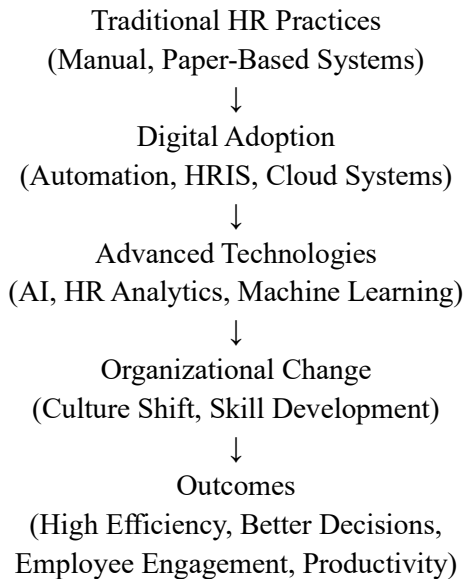 Traditional HR Practices
(Manual, Paper-Based Systems)
↓
Digital Adoption
(Automation, HRIS, Cloud Systems)
↓
Advanced Technologies
(AI, HR Analytics, Machine Learning)
↓
Organizational Change
(Culture Shift, Skill Development)
↓
Outcomes
(High Efficiency, Better Decisions,
Employee Engagement, Productivity)